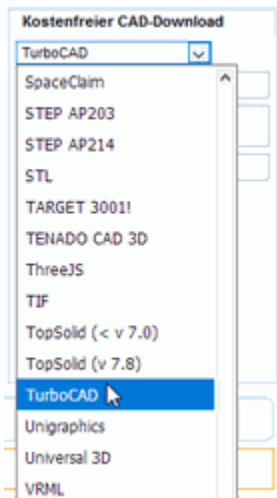 Kostenfreier CAD-Download
TurboCAD
SpaceClaim
STEP AP203
STEP AP214
STL
TARGET 3001!
TENADO CAD 3D
ThreeJS
TIF
TopSolid (< v 7.0)
TopSolid (v 7.8)
TurboCAD
Unigraphics
Universal 3D
VRML